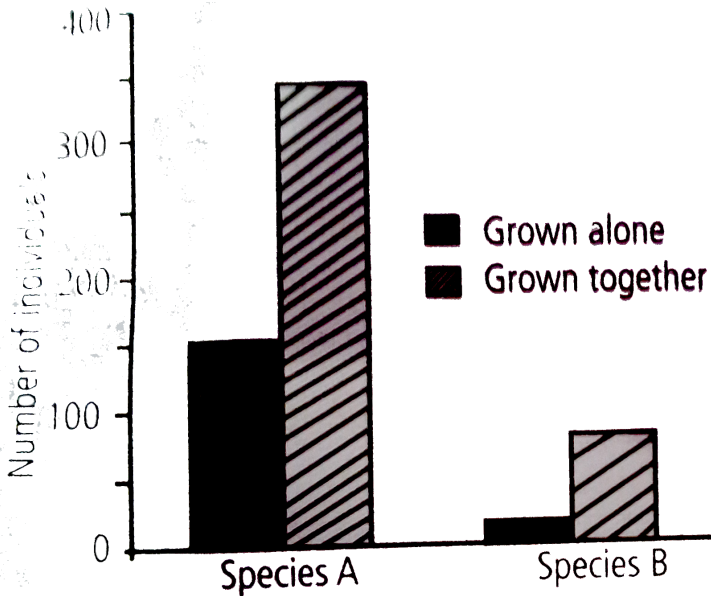 400
300
200
100
0
Number of individuals
Grown alone
Grown together
Species A
Species B